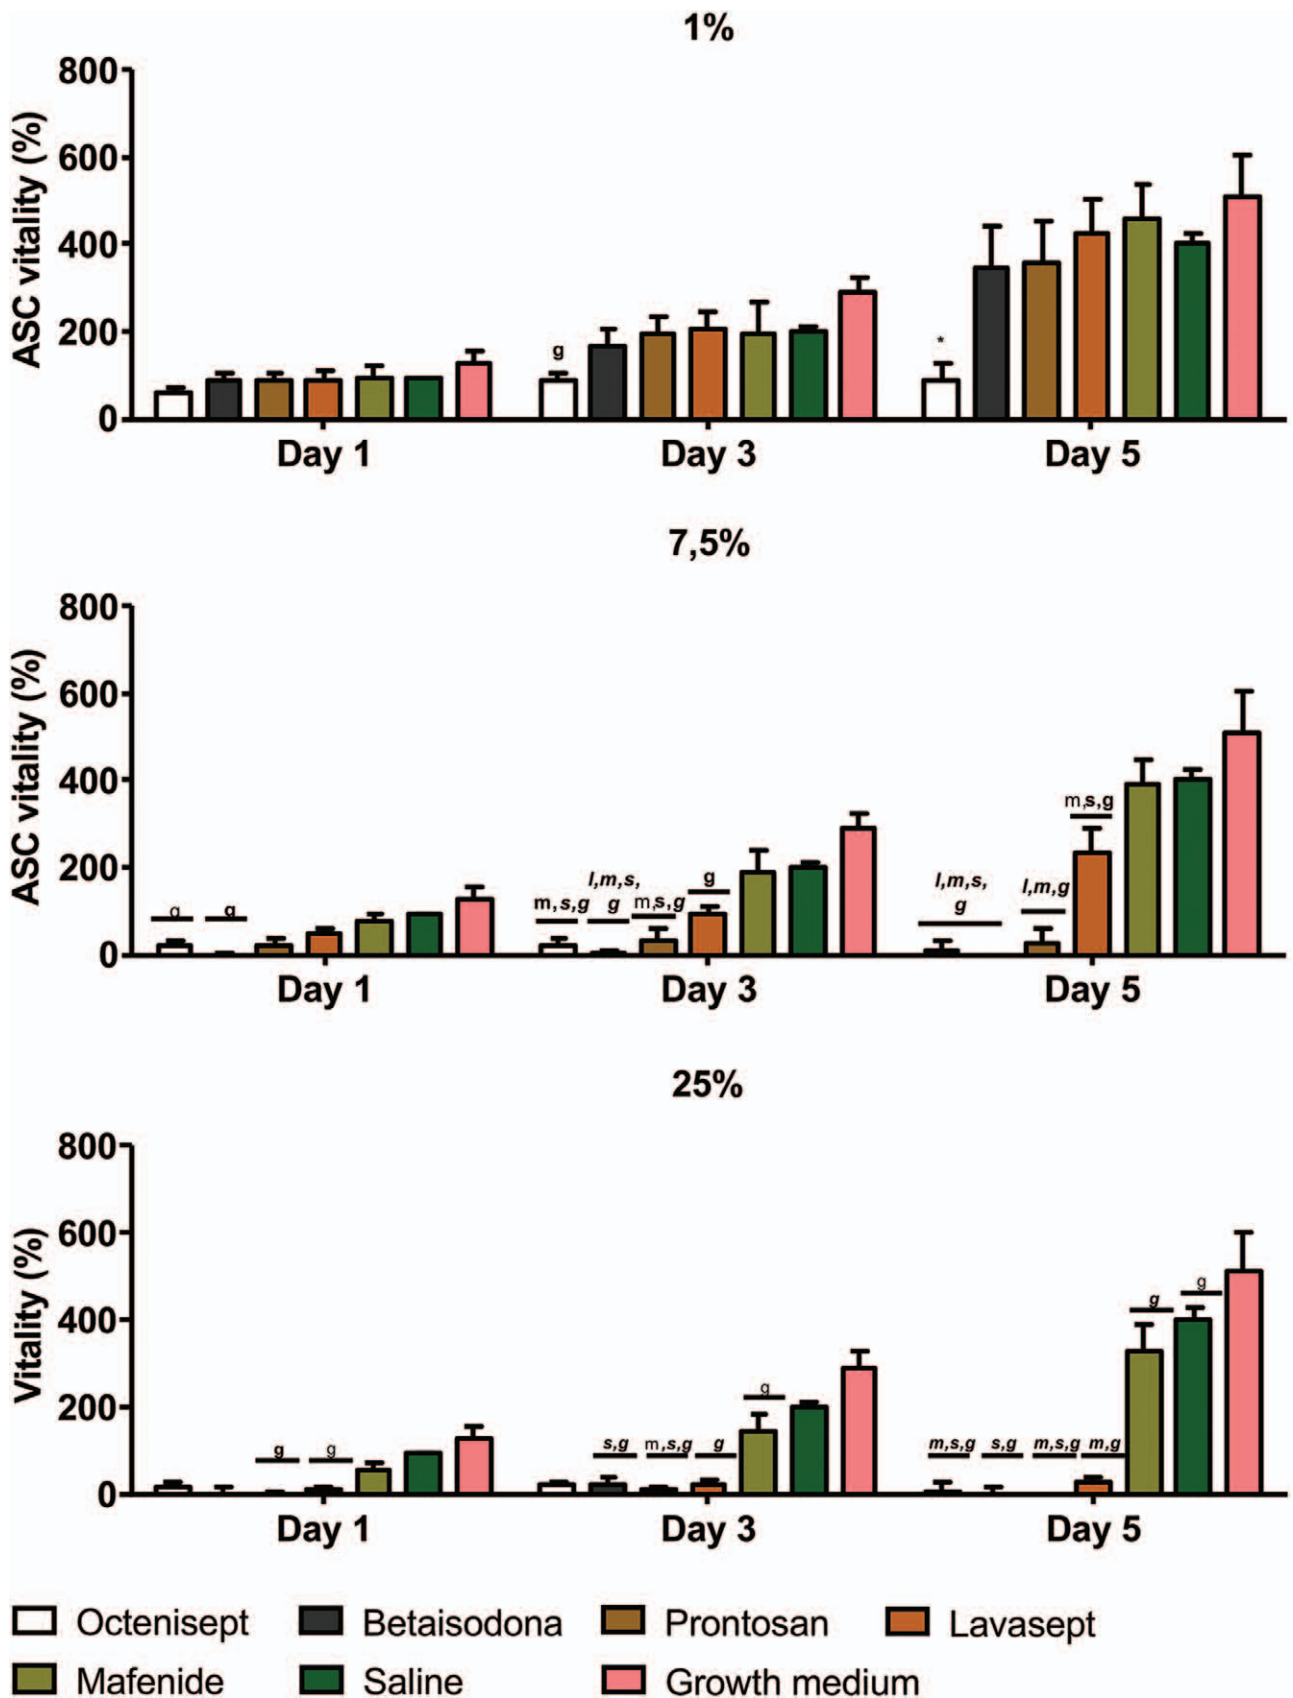 1%
ASC vitality (%)
800
600
400
200
0
g
*
Day 1 Day 3 Day 5
7,5%
ASC vitality (%)
800
600
400
200
0
g g
m,s,g
l,m,s,
g
m,s,g
g
l,m,s,
g
l,m,g
m,s,g
Day 1 Day 3 Day 5
25%
Vitality (%)
800
600
400
200
0
g g
s,g m,s,g g
g
m,s,g s,g m,s,g m,g
g
g
Day 1 Day 3 Day 5
Octenisept Betaisodona Prontosan Lavasept
Mafenide Saline Growth medium